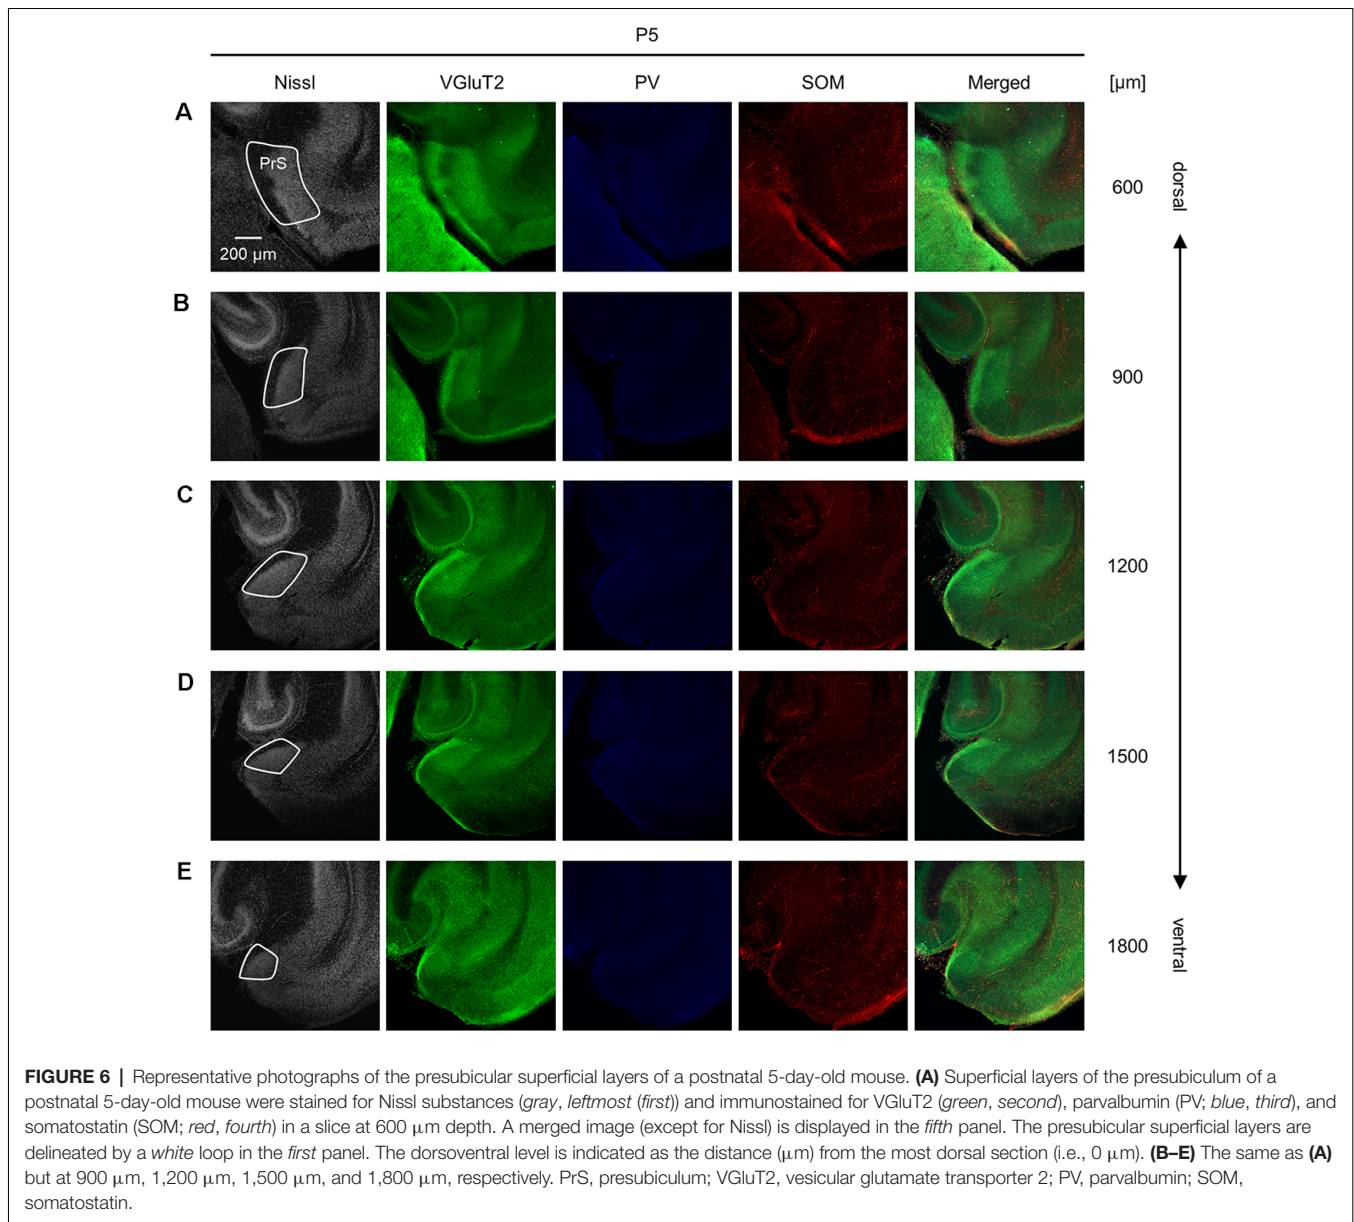 P5
Nissl VGluT2 PV SOM Merged [μm]
A
PrS
200 μm
600
dorsal
B
900
C
1200
D
1500
E
1800
ventral
FIGURE 6 | Representative photographs of the presubicular superficial layers of a postnatal 5-day-old mouse. (A) Superficial layers of the presubiculum of a
postnatal 5-day-old mouse were stained for Nissl substances (gray, leftmost (first)) and immunostained for VGluT2 (green, second), parvalbumin (PV; blue, third), and
somatostatin (SOM; red, fourth) in a slice at 600 μm depth. A merged image (except for Nissl) is displayed in the fifth panel. The presubicular superficial layers are
delineated by a white loop in the first panel. The dorsoventral level is indicated as the distance (μm) from the most dorsal section (i.e., 0 μm). (B–E) The same as (A)
but at 900 μm, 1,200 μm, 1,500 μm, and 1,800 μm, respectively. PrS, presubiculum; VGluT2, vesicular glutamate transporter 2; PV, parvalbumin; SOM,
somatostatin.